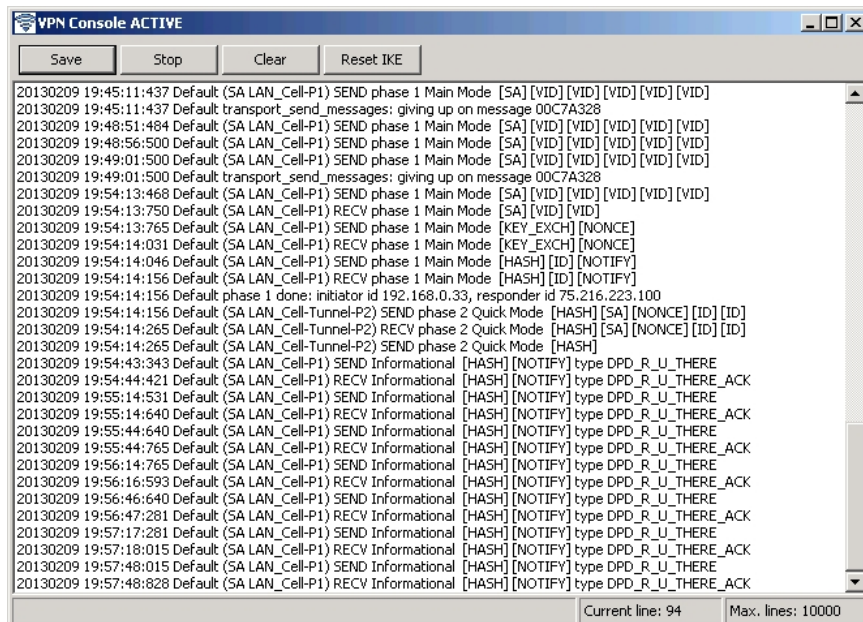 VPN Console ACTIVE
Save Stop Clear Reset IKE
20130209 19:45:11:437 Default (SA LAN_Cell-P1) SEND phase 1 Main Mode [SA] [VID] [VID] [VID] [VID] [VID]
20130209 19:45:11:437 Default transport_send_messages: giving up on message 00C7A328
20130209 19:48:51:484 Default (SA LAN_Cell-P1) SEND phase 1 Main Mode [SA] [VID] [VID] [VID] [VID] [VID]
20130209 19:48:56:500 Default (SA LAN_Cell-P1) SEND phase 1 Main Mode [SA] [VID] [VID] [VID] [VID] [VID]
20130209 19:49:01:500 Default (SA LAN_Cell-P1) SEND phase 1 Main Mode [SA] [VID] [VID] [VID] [VID] [VID]
20130209 19:49:01:500 Default transport_send_messages: giving up on message 00C7A328
20130209 19:54:13:468 Default (SA LAN_Cell-P1) SEND phase 1 Main Mode [SA] [VID] [VID] [VID] [VID] [VID]
20130209 19:54:13:750 Default (SA LAN_Cell-P1) RECV phase 1 Main Mode [SA] [VID] [VID]
20130209 19:54:13:765 Default (SA LAN_Cell-P1) SEND phase 1 Main Mode [KEY_EXCH] [NONCE]
20130209 19:54:14:031 Default (SA LAN_Cell-P1) RECV phase 1 Main Mode [KEY_EXCH] [NONCE]
20130209 19:54:14:046 Default (SA LAN_Cell-P1) SEND phase 1 Main Mode [HASH] [ID] [NOTIFY]
20130209 19:54:14:156 Default (SA LAN_Cell-P1) RECV phase 1 Main Mode [HASH] [ID] [NOTIFY]
20130209 19:54:14:156 Default phase 1 done: initiator id 192.168.0.33, responder id 75.216.223.100
20130209 19:54:14:156 Default (SA LAN_Cell-Tunnel-P2) SEND phase 2 Quick Mode [HASH] [SA] [NONCE] [ID] [ID]
20130209 19:54:14:265 Default (SA LAN_Cell-Tunnel-P2) RECV phase 2 Quick Mode [HASH] [SA] [NONCE] [ID] [ID]
20130209 19:54:14:265 Default (SA LAN_Cell-Tunnel-P2) SEND phase 2 Quick Mode [HASH]
20130209 19:54:43:343 Default (SA LAN_Cell-P1) SEND Informational [HASH] [NOTIFY] type DPD_R_U_THERE
20130209 19:54:44:421 Default (SA LAN_Cell-P1) RECV Informational [HASH] [NOTIFY] type DPD_R_U_THERE_ACK
20130209 19:55:14:531 Default (SA LAN_Cell-P1) SEND Informational [HASH] [NOTIFY] type DPD_R_U_THERE
20130209 19:55:14:640 Default (SA LAN_Cell-P1) RECV Informational [HASH] [NOTIFY] type DPD_R_U_THERE_ACK
20130209 19:55:44:640 Default (SA LAN_Cell-P1) SEND Informational [HASH] [NOTIFY] type DPD_R_U_THERE
20130209 19:55:44:765 Default (SA LAN_Cell-P1) RECV Informational [HASH] [NOTIFY] type DPD_R_U_THERE_ACK
20130209 19:56:14:765 Default (SA LAN_Cell-P1) SEND Informational [HASH] [NOTIFY] type DPD_R_U_THERE
20130209 19:56:16:593 Default (SA LAN_Cell-P1) RECV Informational [HASH] [NOTIFY] type DPD_R_U_THERE_ACK
20130209 19:56:46:640 Default (SA LAN_Cell-P1) SEND Informational [HASH] [NOTIFY] type DPD_R_U_THERE
20130209 19:56:47:281 Default (SA LAN_Cell-P1) RECV Informational [HASH] [NOTIFY] type DPD_R_U_THERE_ACK
20130209 19:57:17:281 Default (SA LAN_Cell-P1) SEND Informational [HASH] [NOTIFY] type DPD_R_U_THERE
20130209 19:57:18:015 Default (SA LAN_Cell-P1) RECV Informational [HASH] [NOTIFY] type DPD_R_U_THERE_ACK
20130209 19:57:48:015 Default (SA LAN_Cell-P1) SEND Informational [HASH] [NOTIFY] type DPD_R_U_THERE
20130209 19:57:48:828 Default (SA LAN_Cell-P1) RECV Informational [HASH] [NOTIFY] type DPD_R_U_THERE_ACK
Current line: 94 Max. lines: 10000